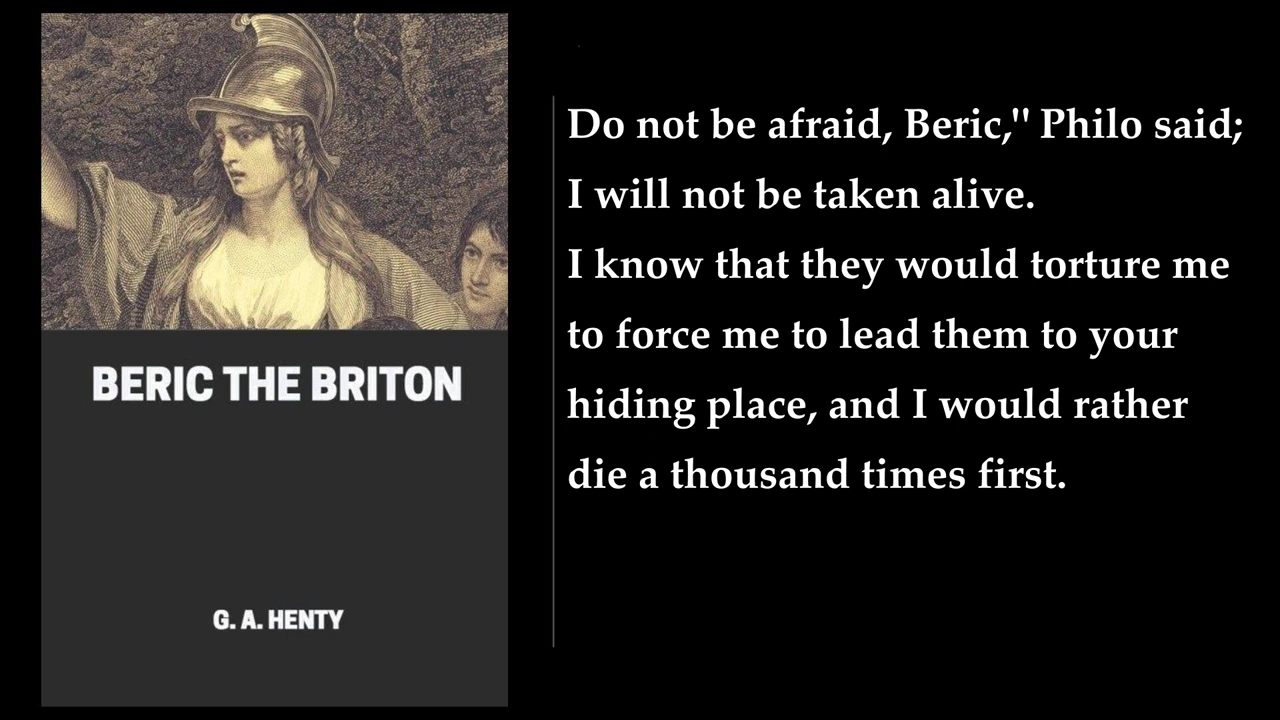 BERIC THE BRITON
G. A. HENTY
Do not be afraid, Beric," Philo said;
I will not be taken alive.
I know that they would torture me
to force me to lead them to your
hiding place, and I would rather
die a thousand times first.